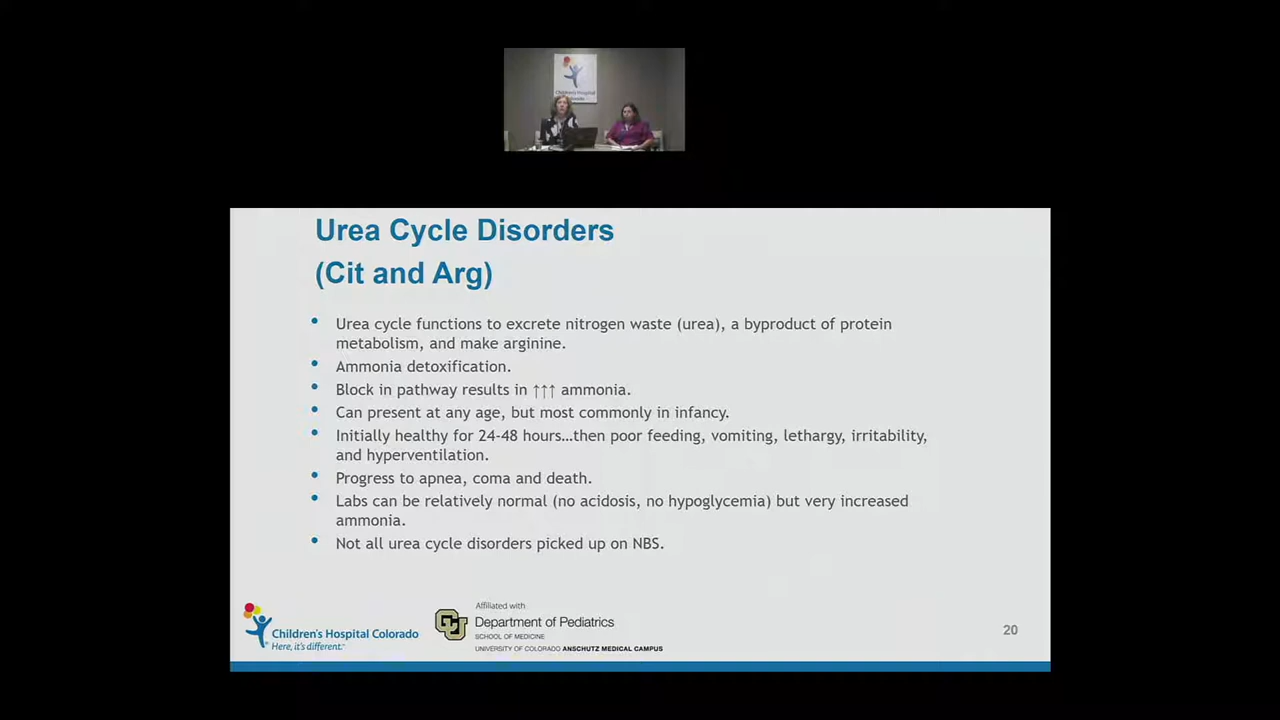 Children's Hospital
Colorado
Urea Cycle Disorders
(Cit and Arg)
• Urea cycle functions to excrete nitrogen waste (urea), a byproduct of protein
metabolism, and make arginine.
• Ammonia detoxification.
• Block in pathway results in ↑↑↑ ammonia.
• Can present at any age, but most commonly in infancy.
• Initially healthy for 24-48 hours…then poor feeding, vomiting, lethargy, irritability,
and hyperventilation.
• Progress to apnea, coma and death.
• Labs can be relatively normal (no acidosis, no hypoglycemia) but very increased
ammonia.
• Not all urea cycle disorders picked up on NBS.
Children's Hospital Colorado
Here, it's different.™
CU
Affiliated with
Department of Pediatrics
SCHOOL OF MEDICINE
UNIVERSITY OF COLORADO ANSCHUTZ MEDICAL CAMPUS
20